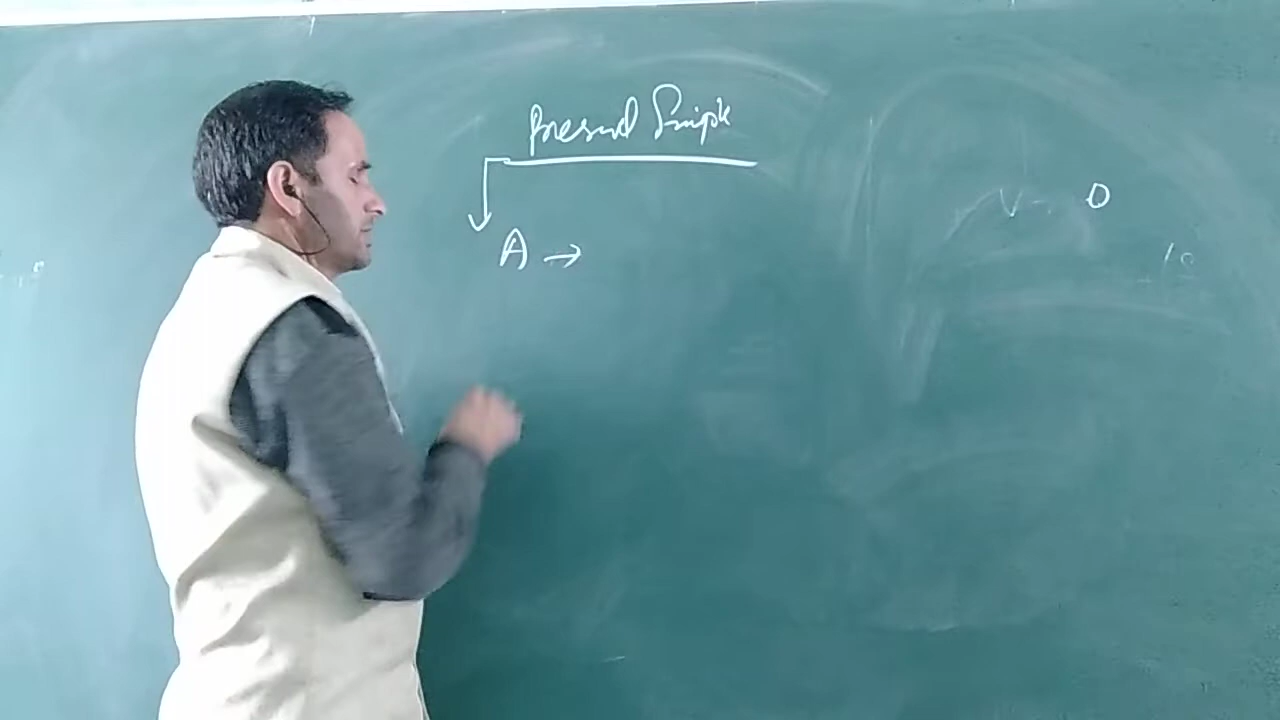 Present Simple
A →